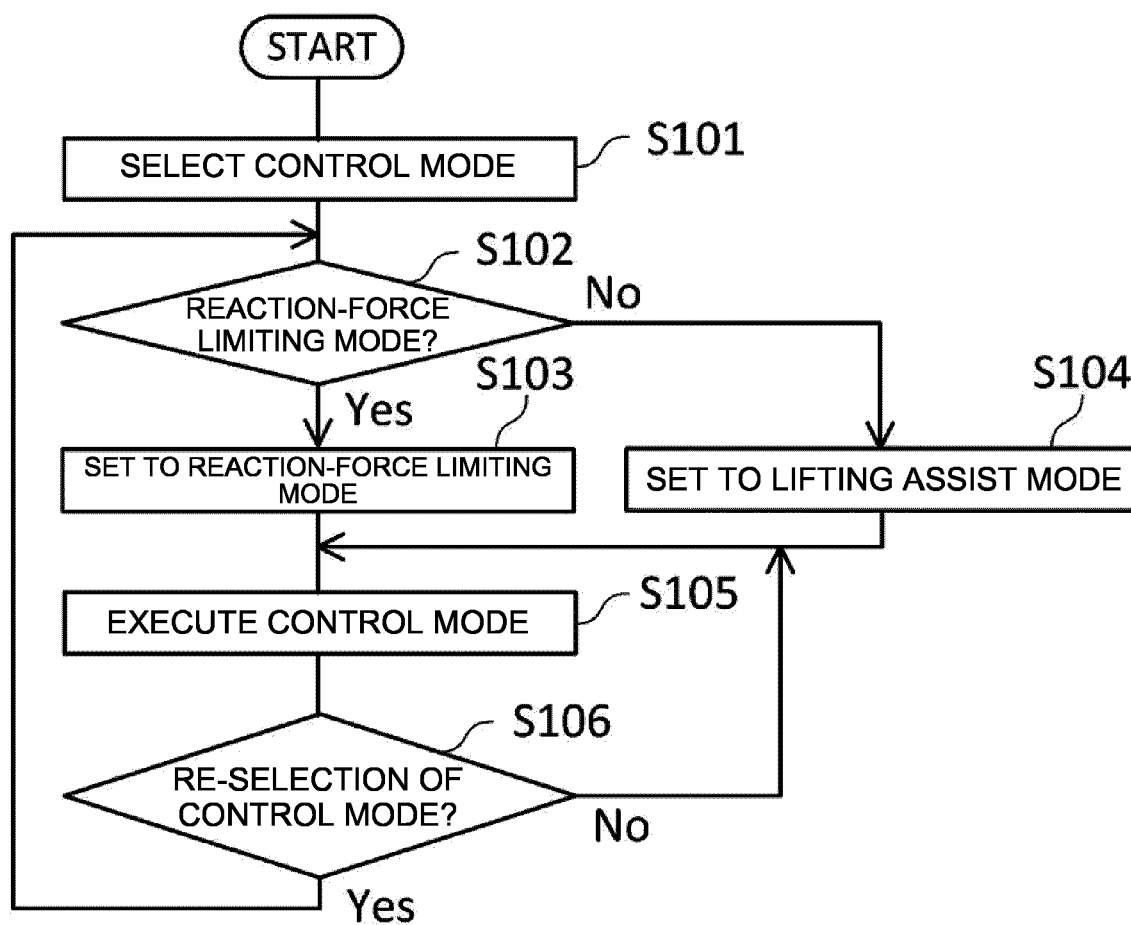 START
SELECT CONTROL MODE
S101
S102
REACTION-FORCE
LIMITING MODE?
No
Yes
S103
SET TO REACTION-FORCE LIMITING
MODE
S104
SET TO LIFTING ASSIST MODE
EXECUTE CONTROL MODE
S105
S106
RE-SELECTION OF
CONTROL MODE?
No
Yes